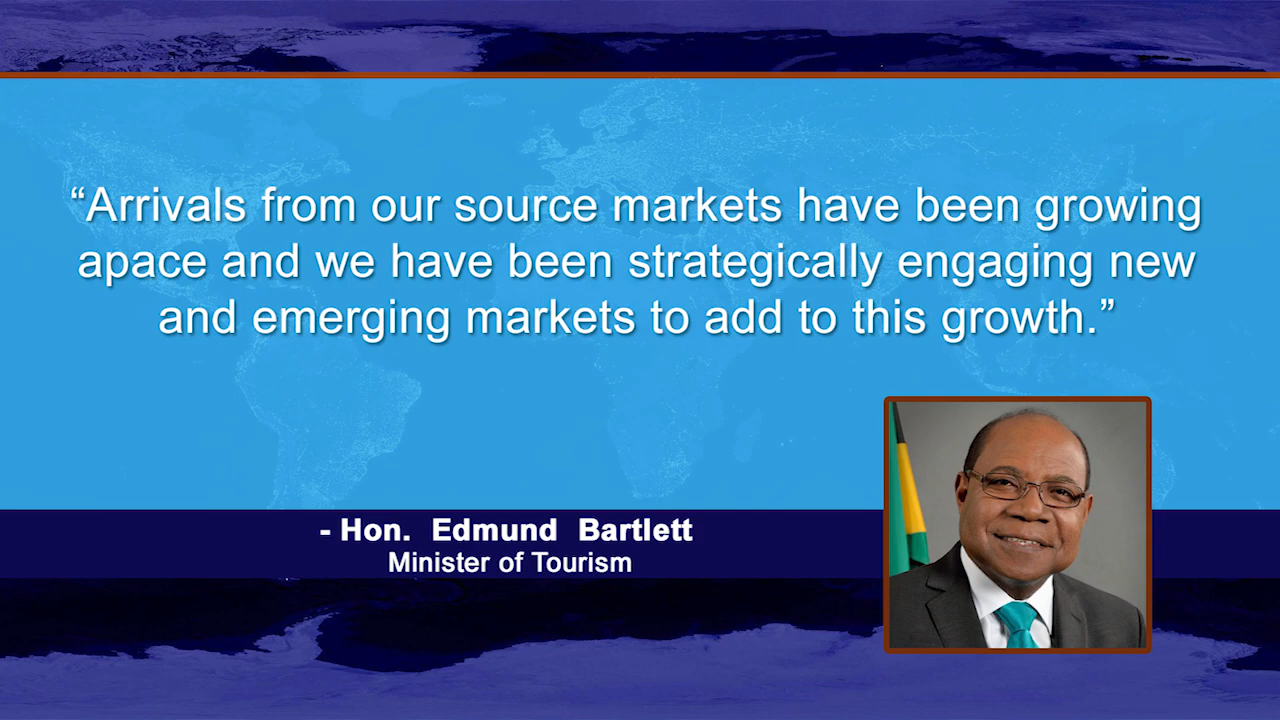 “Arrivals from our source markets have been growing
apace and we have been strategically engaging new
and emerging markets to add to this growth.”
- Hon. Edmund Bartlett
Minister of Tourism